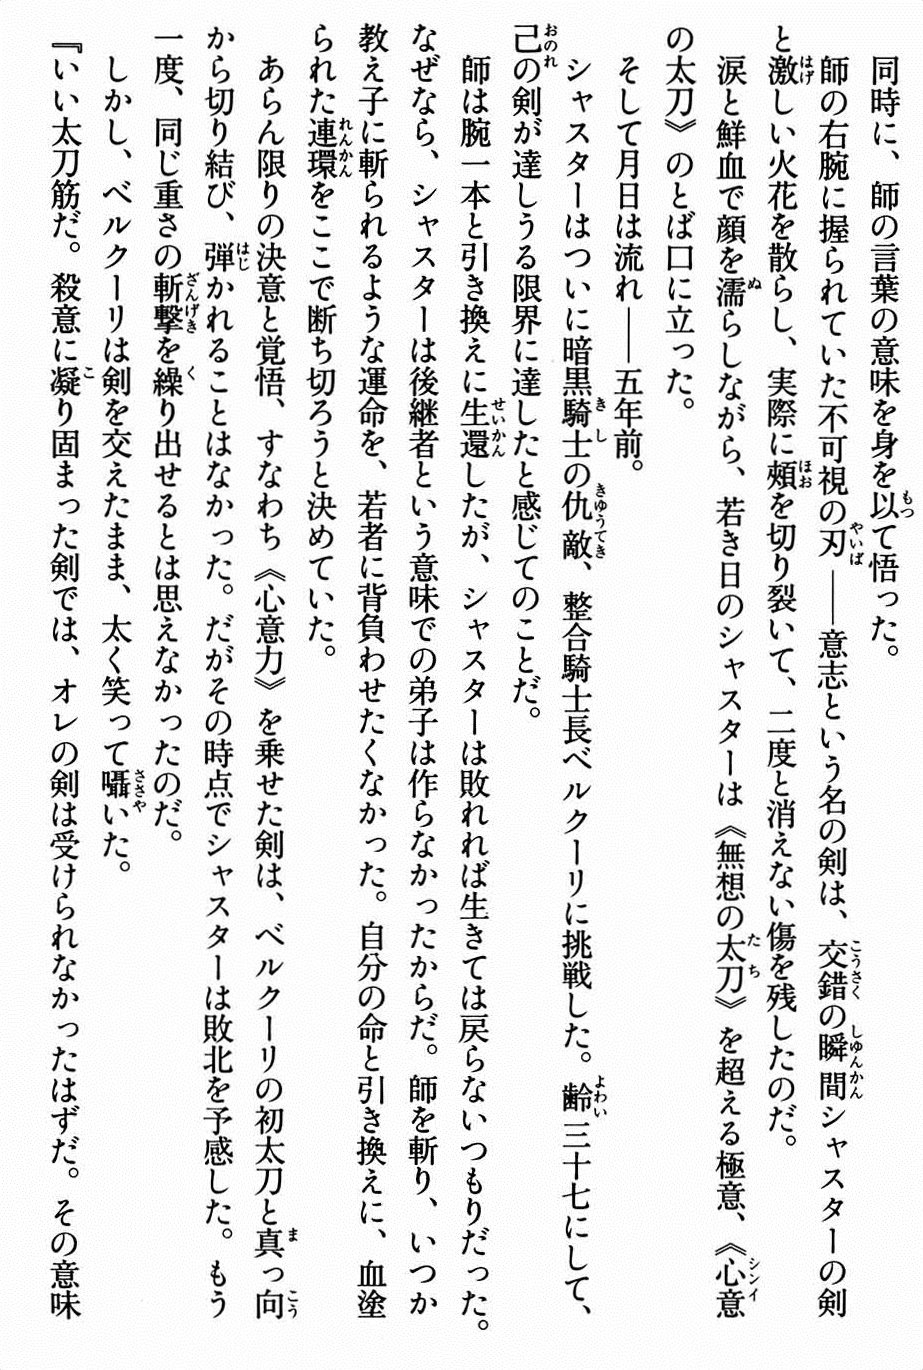 同時に、師の言葉の意味を身を以て悟った。
　師の右腕に握られていた不可視の刃――意志という名の剣は、交錯の瞬間シャスターの剣
と激しい火花を散らし、実際に頰を切り裂いて、二度と消えない傷を残したのだ。
　涙と鮮血で顔を濡らしながら、若き日のシャスターは《無想の太刀》を超える極意、《心意
の太刀》のとば口に立った。
　そして月日は流れ――五年前。
　シャスターはついに暗黒騎士の仇敵、整合騎士長ベルクーリに挑戦した。齢三十七にして、
己の剣が達しうる限界に達したと感じてのことだ。
　師は腕一本と引き換えに生還したが、シャスターは敗れれば生きては戻らないつもりだった。
なぜなら、シャスターは後継者という意味での弟子は作らなかったからだ。師を斬り、いつか
教え子に斬られるような運命を、若者に背負わせたくなかった。自分の命と引き換えに、血塗
られた連環をここで断ち切ろうと決めていた。
　あらん限りの決意と覚悟、すなわち《心意力》を乗せた剣は、ベルクーリの初太刀と真っ向
から切り結び、弾かれることはなかった。だがその時点でシャスターは敗北を予感した。もう
一度、同じ重さの斬撃を繰り出せるとは思えなかったのだ。
　しかし、ベルクーリは剣を交えたまま、太く笑って囁いた。
『いい太刀筋だ。殺意に凝り固まった剣では、オレの剣は受けられなかったはずだ。その意味